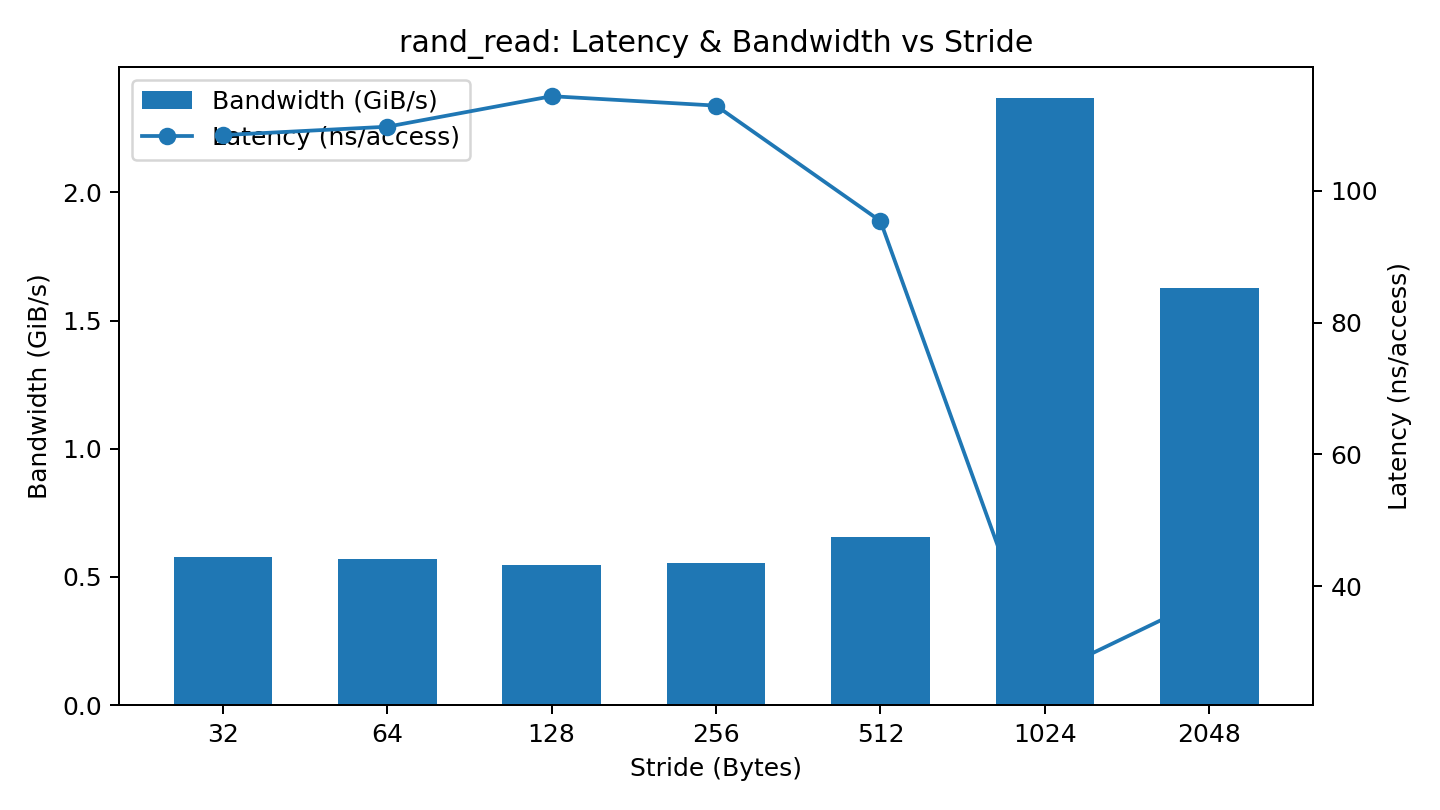 rand_read: Latency & Bandwidth vs Stride
Bandwidth (GiB/s)
Latency (ns/access)
2.0
1.5
1.0
0.5
0.0
Bandwidth (GiB/s)
100
80
60
40
Latency (ns/access)
32 64 128 256 512 1024 2048
Stride (Bytes)